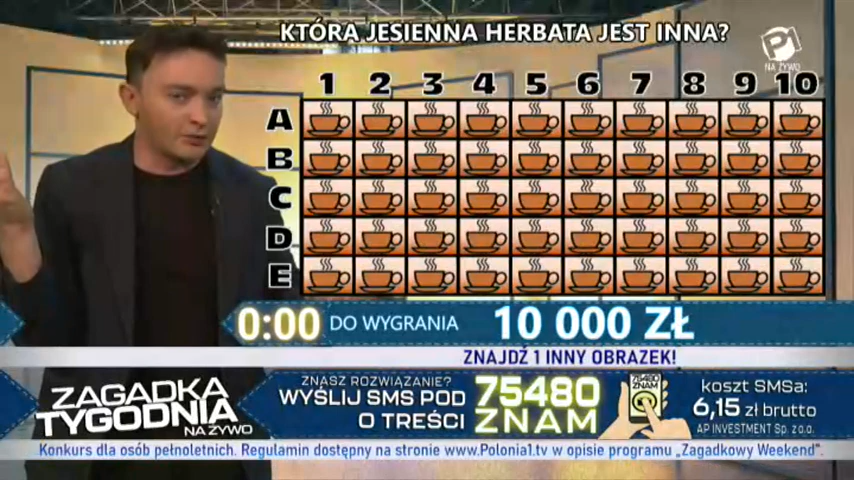 KTÓRA JESIENNA HERBATA JEST INNA?
P1
NA ŻYWO
1 2 3 4 5 6 7 8 9 10
A
B
C
D
E
0:00 DO WYGRANIA 10 000 ZŁ
ZNAJDŹ 1 INNY OBRAZEK!
ZAGADKA
TYGODNIA
NA ŻYWO
ZNASZ ROZWIĄZANIE?
WYŚLIJ SMS POD
O TREŚCI
75480
ZNAM
75480
ZNAM
koszt SMSa:
6,15 zł brutto
AP INVESTMENT Sp. z o.o.
Konkurs dla osób pełnoletnich. Regulamin dostępny na stronie www.Polonia1.tv w opisie programu „Zagadkowy Weekend".